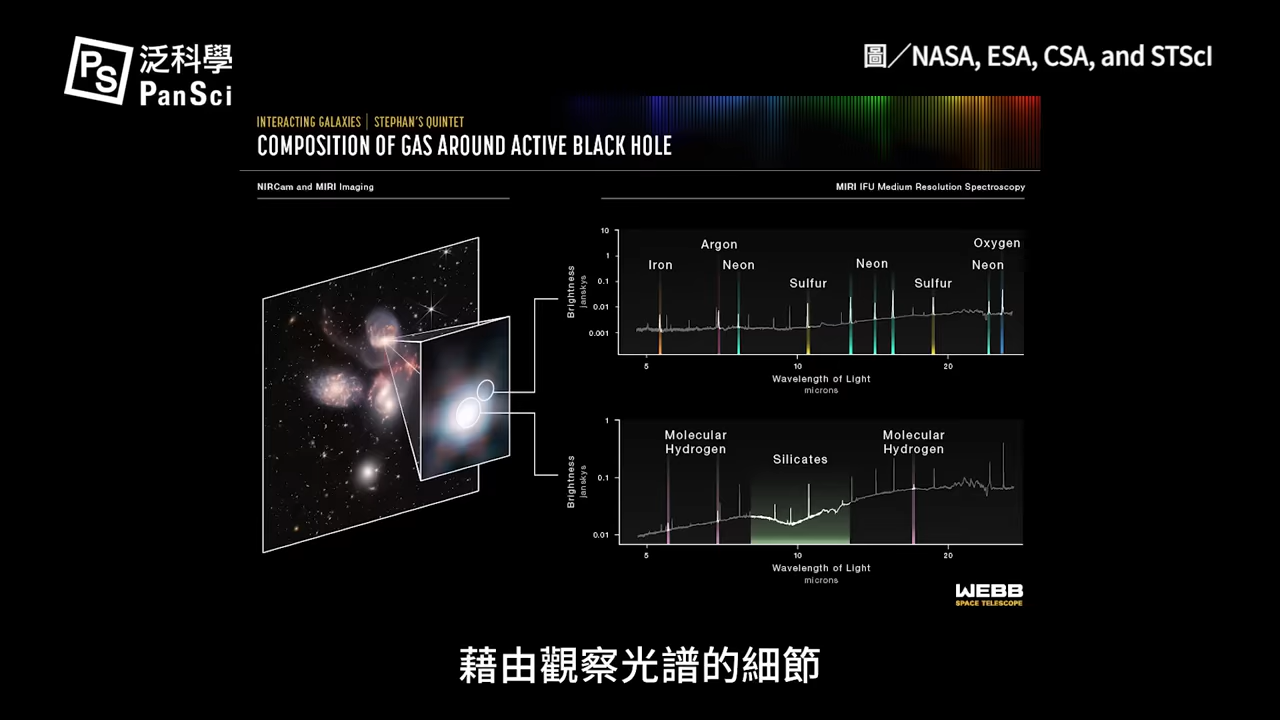 PS 泛科學
PanSci
圖／NASA, ESA, CSA, and STScI
INTERACTING GALAXIES | STEPHAN'S QUINTET
COMPOSITION OF GAS AROUND ACTIVE BLACK HOLE
NIRCam and MIRI Imaging
MIRI IFU Medium Resolution Spectroscopy
Brightness
janskys
10
1
0.1
0.01
0.001
Iron
Argon
Neon
Sulfur
Neon
Sulfur
Oxygen
Neon
5
10
20
Wavelength of Light
microns
Brightness
janskys
1
0.1
0.01
Molecular
Hydrogen
Silicates
Molecular
Hydrogen
5
10
20
Wavelength of Light
microns
WEBB
SPACE TELESCOPE
藉由觀察光譜的細節